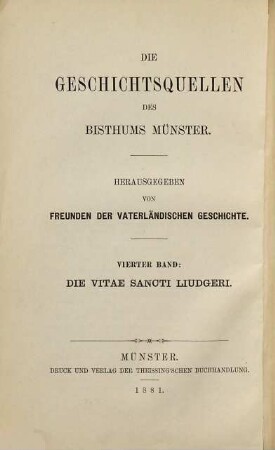 DIE
GESCHICHTSQUELLEN
DES
BISTHUMS MÜNSTER.
HERAUSGEGEBEN
VON
FREUNDEN DER VATERLÄNDISCHEN GESCHICHTE.
VIERTER BAND:
DIE VITAE SANCTI LIUDGERI.
MÜNSTER.
DRUCK UND VERLAG DER THEISSING'SCHEN BUCHHANDLUNG.
1881.